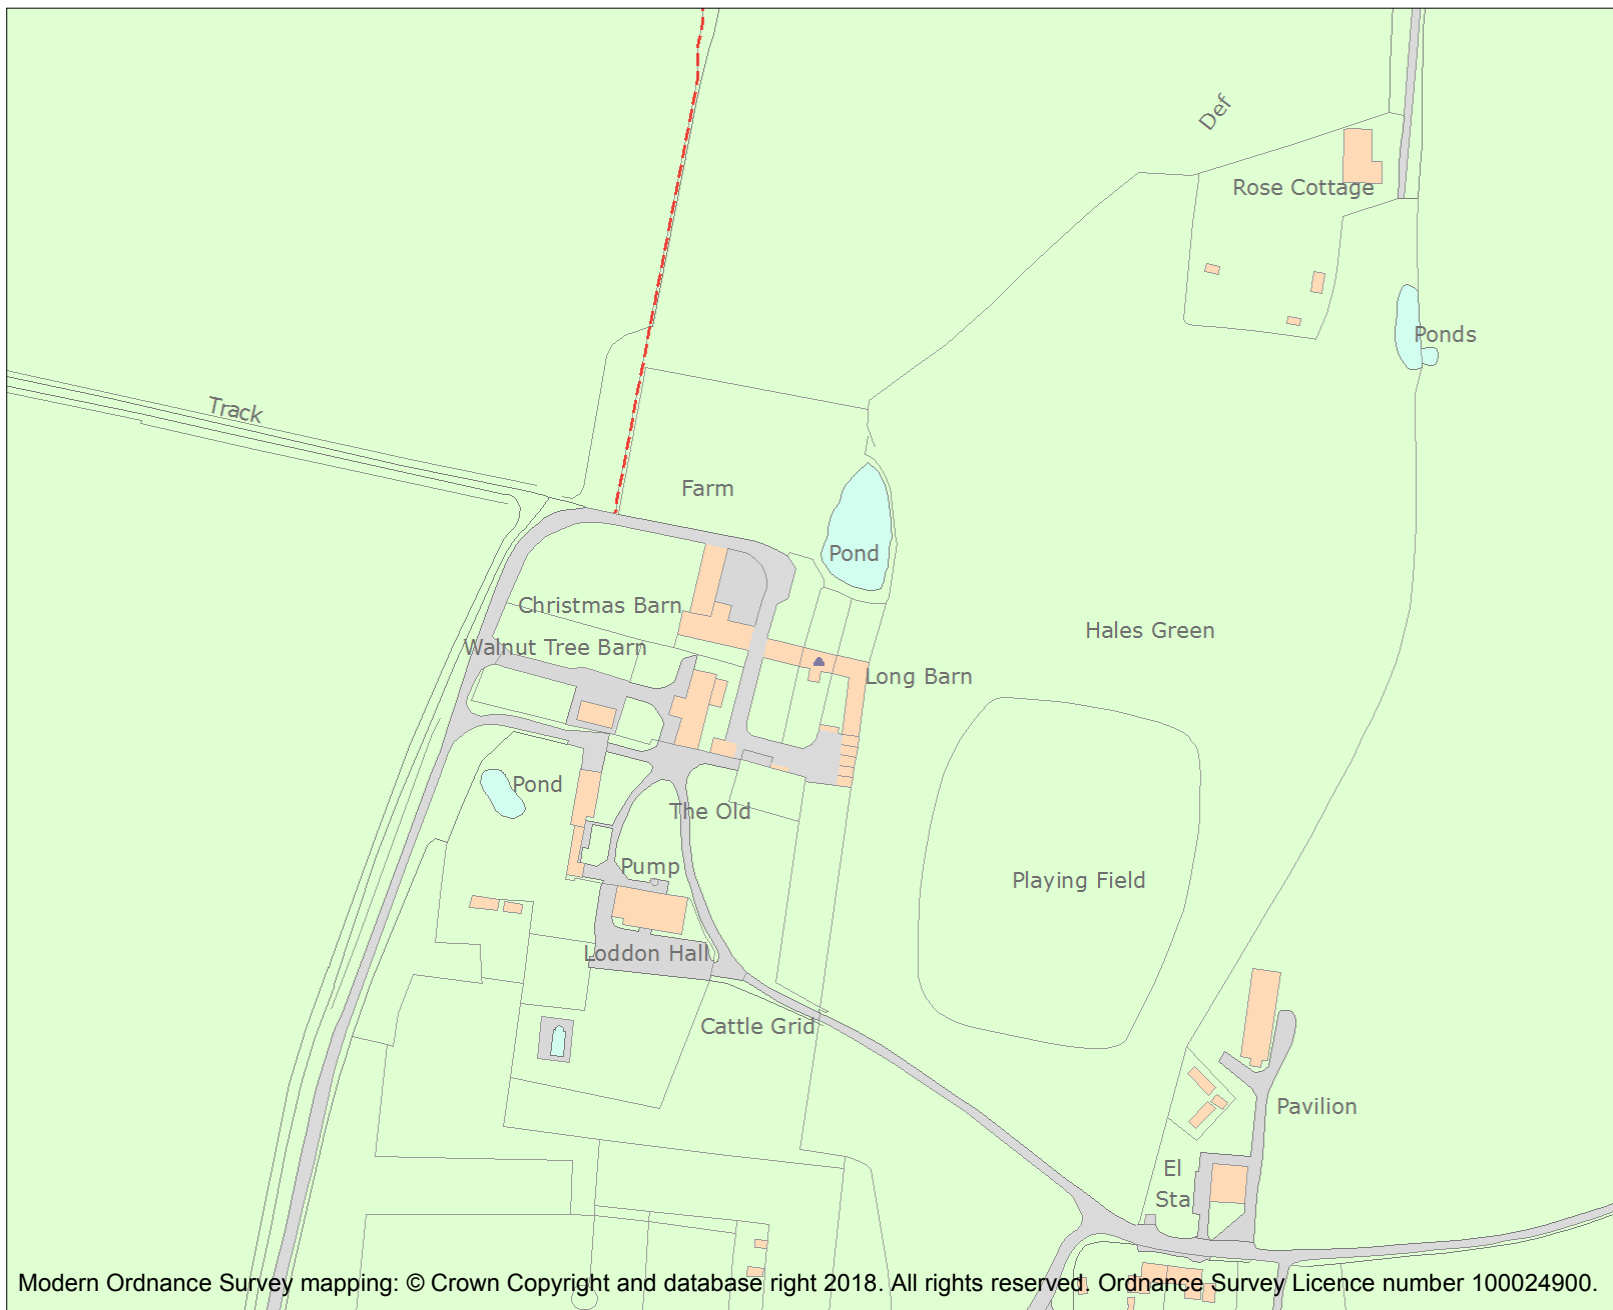 Def
Rose Cottage
Ponds
Track
Farm
Pond
Christmas Barn
Hales Green
Walnut Tree Barn
Long Barn
Pond
The Old
Pump
Playing Field
Loddon Hall
Cattle Grid
Pavilion
El
Sta
Modern Ordnance Survey mapping: © Crown Copyright and database right 2018. All rights reserved. Ordnance Survey Licence number 100024900.